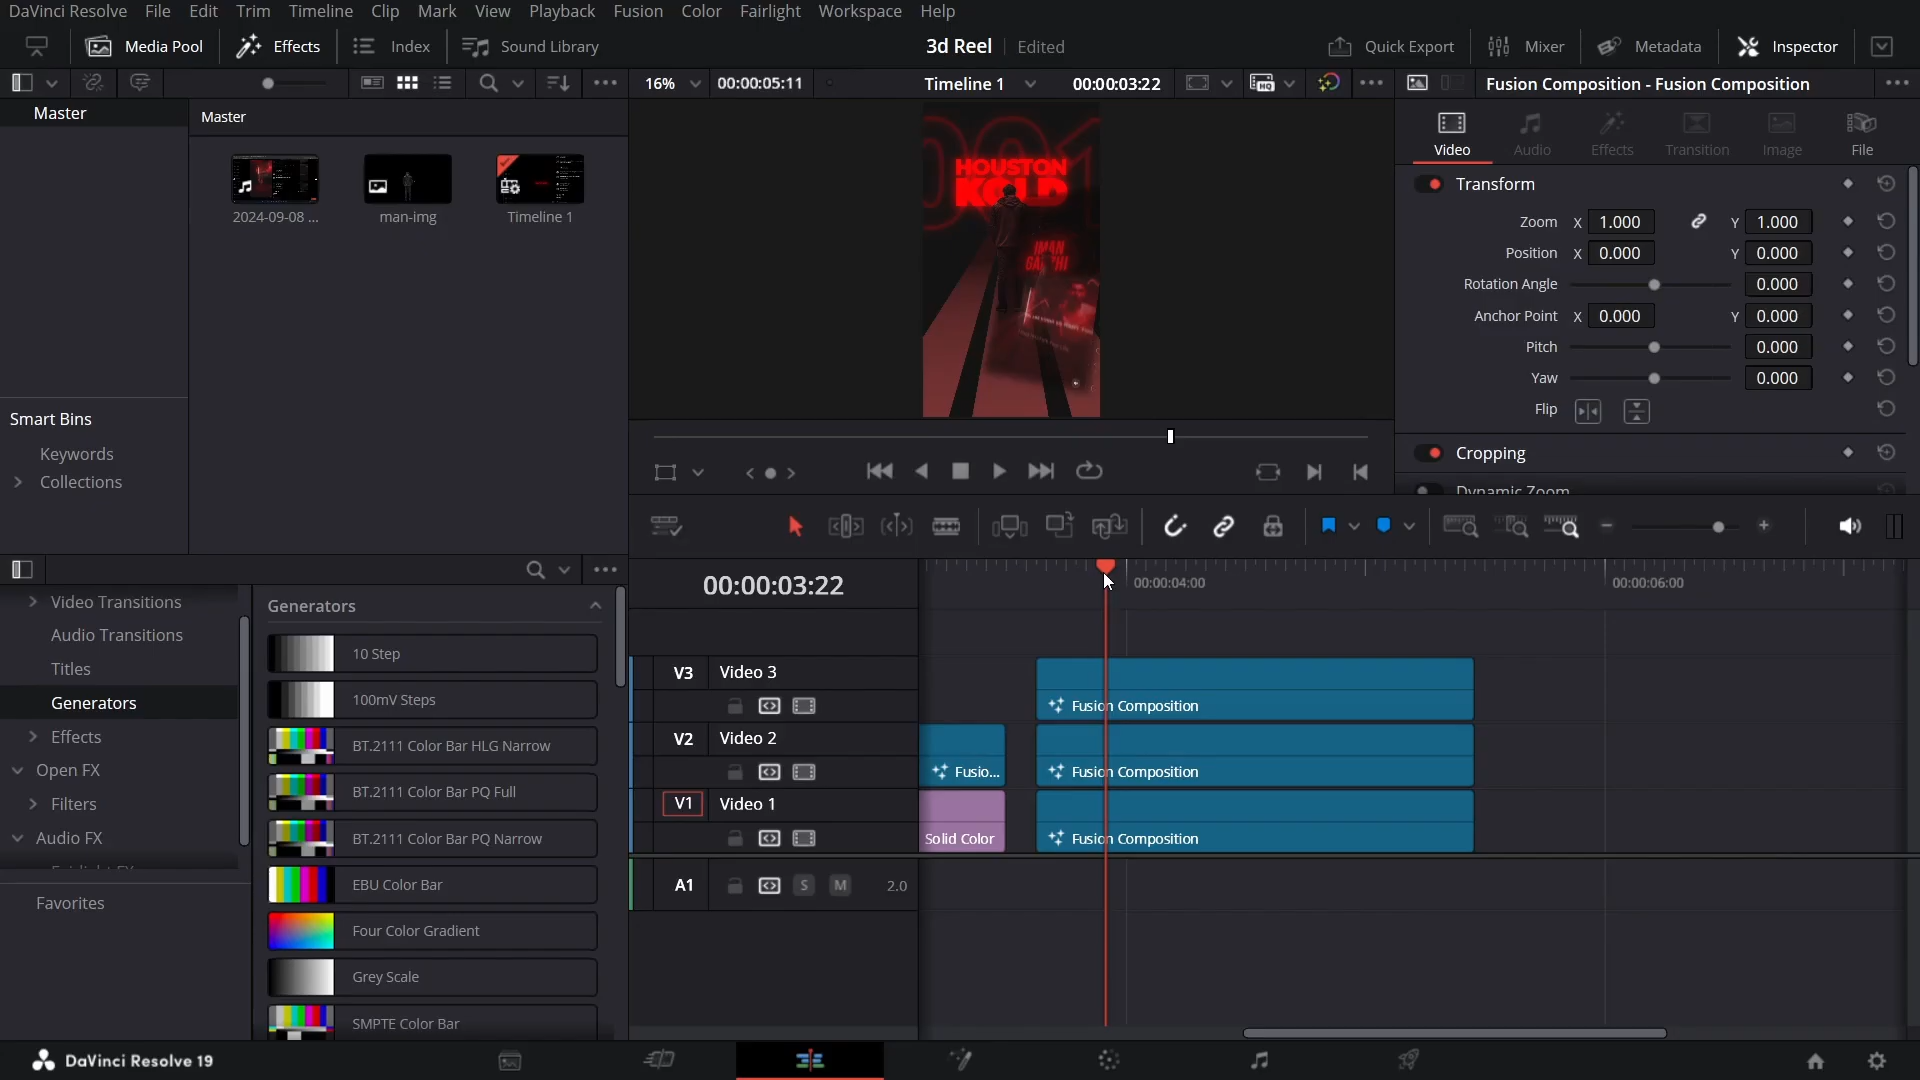 DaVinci Resolve File Edit Trim Timeline Clip Mark View Playback Fusion Color Fairlight Workspace Help
Media Pool Effects Index Sound Library 3d Reel Edited Quick Export Mixer Metadata Inspector
16% 00:00:05:11 Timeline 1 00:00:03:22 Fusion Composition - Fusion Composition
Master
Master
2024-09-08 ... man-img Timeline 1
Smart Bins
Keywords
Collections
HOUSTON
KOLD
IMAN
Video Audio Effects Transition Image File
Transform
Zoom X 1.000 Y 1.000
Position X 0.000 Y 0.000
Rotation Angle 0.000
Anchor Point X 0.000 Y 0.000
Pitch 0.000
Yaw 0.000
Flip
Cropping
Dynamic Zoom
Video Transitions
Audio Transitions
Titles
Generators
Effects
Open FX
Filters
Audio FX
Fairlight FX
Favorites
Generators
10 Step
100mV Steps
BT.2111 Color Bar HLG Narrow
BT.2111 Color Bar PQ Full
BT.2111 Color Bar PQ Narrow
EBU Color Bar
Four Color Gradient
Grey Scale
SMPTE Color Bar
00:00:03:22 00:00:04:00 00:00:06:00
V3 Video 3
Fusion Composition
V2 Video 2
Fusio... Fusion Composition
V1 Video 1
Solid Color Fusion Composition
A1 S M 2.0
DaVinci Resolve 19